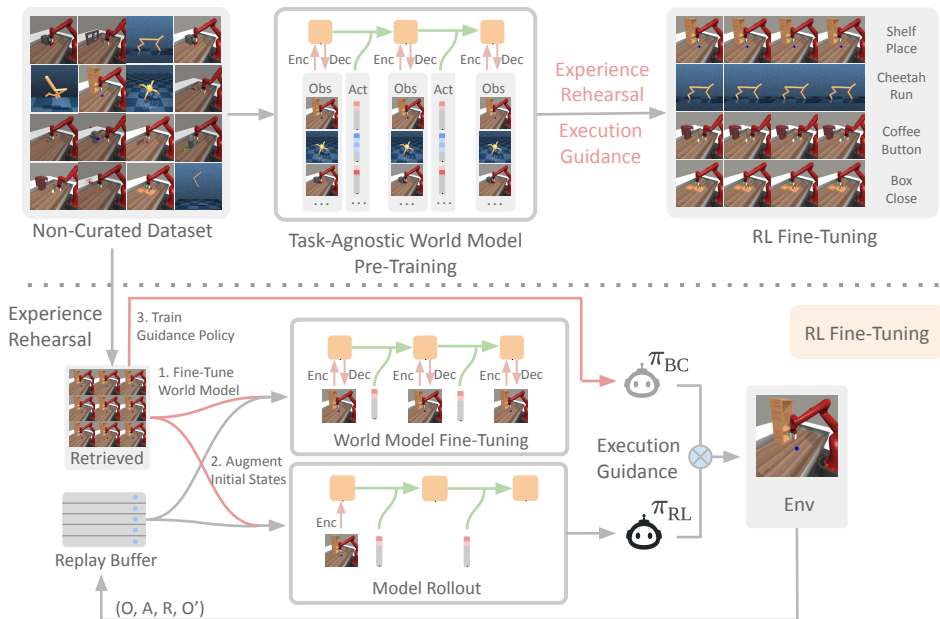 Enc
Dec
Enc
Dec
Enc
Dec
Obs
Act
Obs
Act
Obs
...
...
...
...
...
Non-Curated Dataset
Task-Agnostic World Model
Pre-Training
Experience
Rehearsal
Execution
Guidance
Shelf
Place
Cheetah
Run
Coffee
Button
Box
Close
RL Fine-Tuning
Experience
Rehearsal
3. Train
Guidance Policy
RL Fine-Tuning
1. Fine-Tune
World Model
Enc
Dec
Enc
Dec
Enc
Dec
World Model Fine-Tuning
πBC
Retrieved
2. Augment
Initial States
Execution
Guidance
Env
Enc
πRL
Replay Buffer
Model Rollout
(O, A, R, O’)